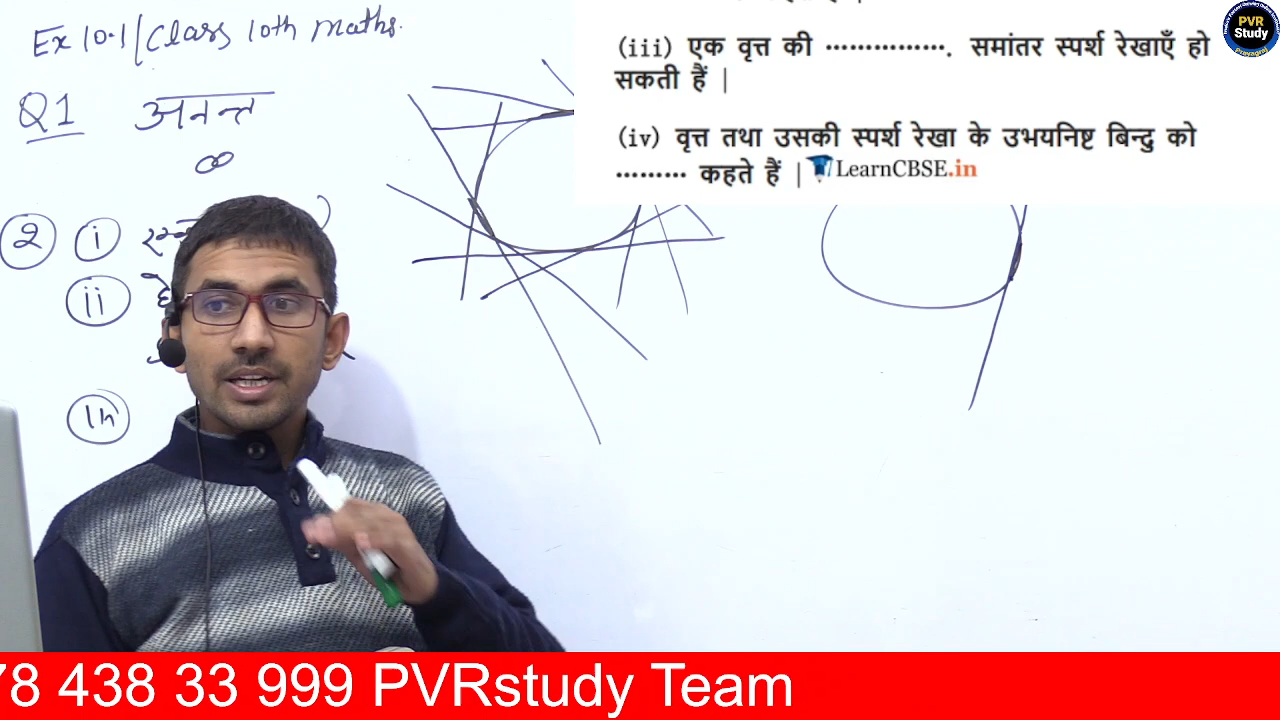 Ex 10.1 / Class 10th maths.
(iii) एक वृत्त की ................ समांतर स्पर्श रेखाएँ हो
सकती हैं |
(iv) वृत्त तथा उसकी स्पर्श रेखा के उभयनिष्ट बिन्दु को
......... कहते हैं | LearnCBSE.in
PVR
Study
Prayagraj
Q1 अनन्त
∞
2 i
ii
78 438 33 999 PVRstudy Team